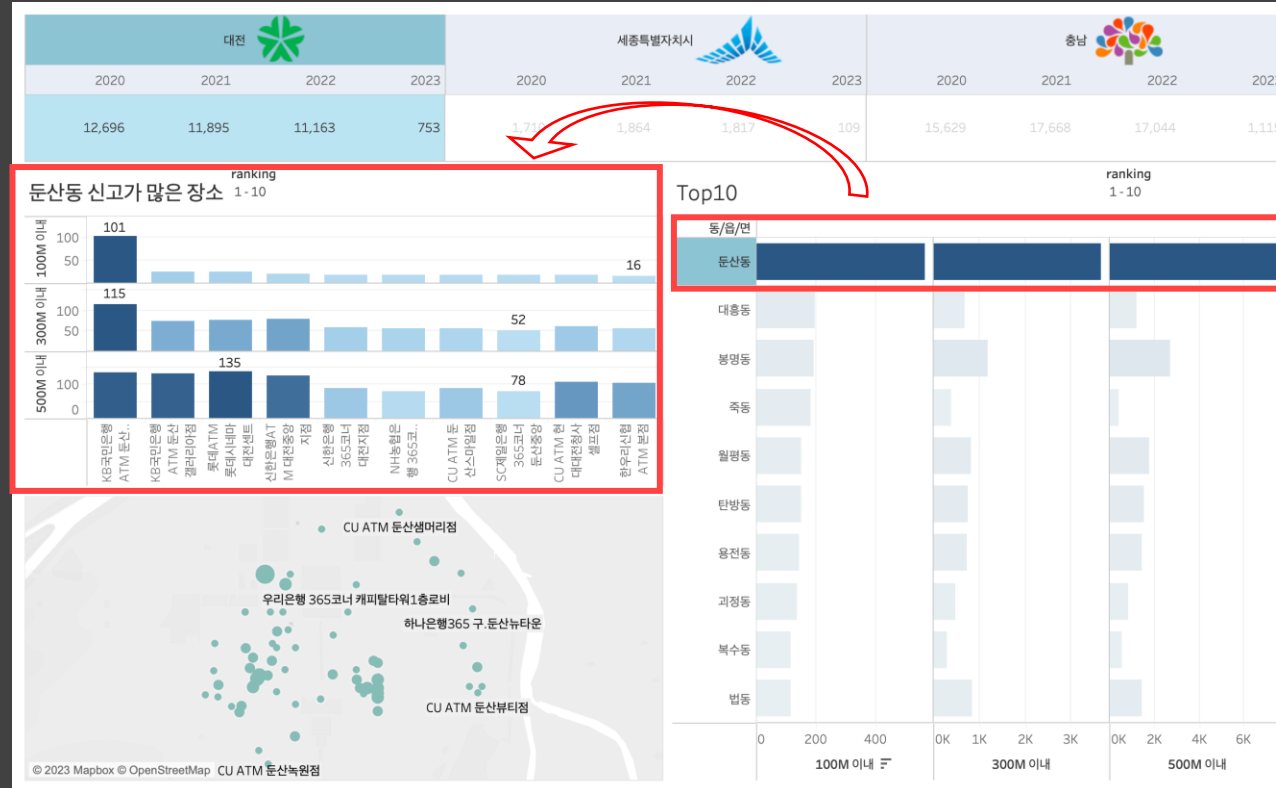 대전 세종특별자치시 충남
2020 2021 2022 2023 2020 2021 2022 2023 2020 2021 2022
12,696 11,895 11,163 753 1,864 1,817 109 15,629 17,668 17,044
둔산동 신고가 많은 장소
ranking
1 - 10
100M 이내
100
50
101
16
300M 이내
100
50
115
52
500M 이내
100
0
135
78
KB국민은행
ATM 둔산..
KB국민은행
ATM 둔산
갤러리아점
롯데ATM
롯데시네마
대전센트
신한은행AT
M 대전중앙
지점
신한은행
365코너
대전지점
NH농협은
행 365코..
CU ATM 둔
산스마일점
SC제일은행
365코너
둔산중앙
CU ATM 현
대대전청사
셀프점
한우리신협
ATM 본점
CU ATM 둔산샘머리점
우리은행 365코너 캐피탈타워1층로비
하나은행365 구.둔산뉴타운
CU ATM 둔산뷰티점
© 2023 Mapbox © OpenStreetMap
CU ATM 둔산녹원점
Top10
ranking
1 - 10
동/읍/면
둔산동
대흥동
봉명동
죽동
월평동
탄방동
용전동
괴정동
복수동
법동
0 200 400 0K 1K 2K 3K 0K 2K 4K 6K
100M 이내 300M 이내 500M 이내